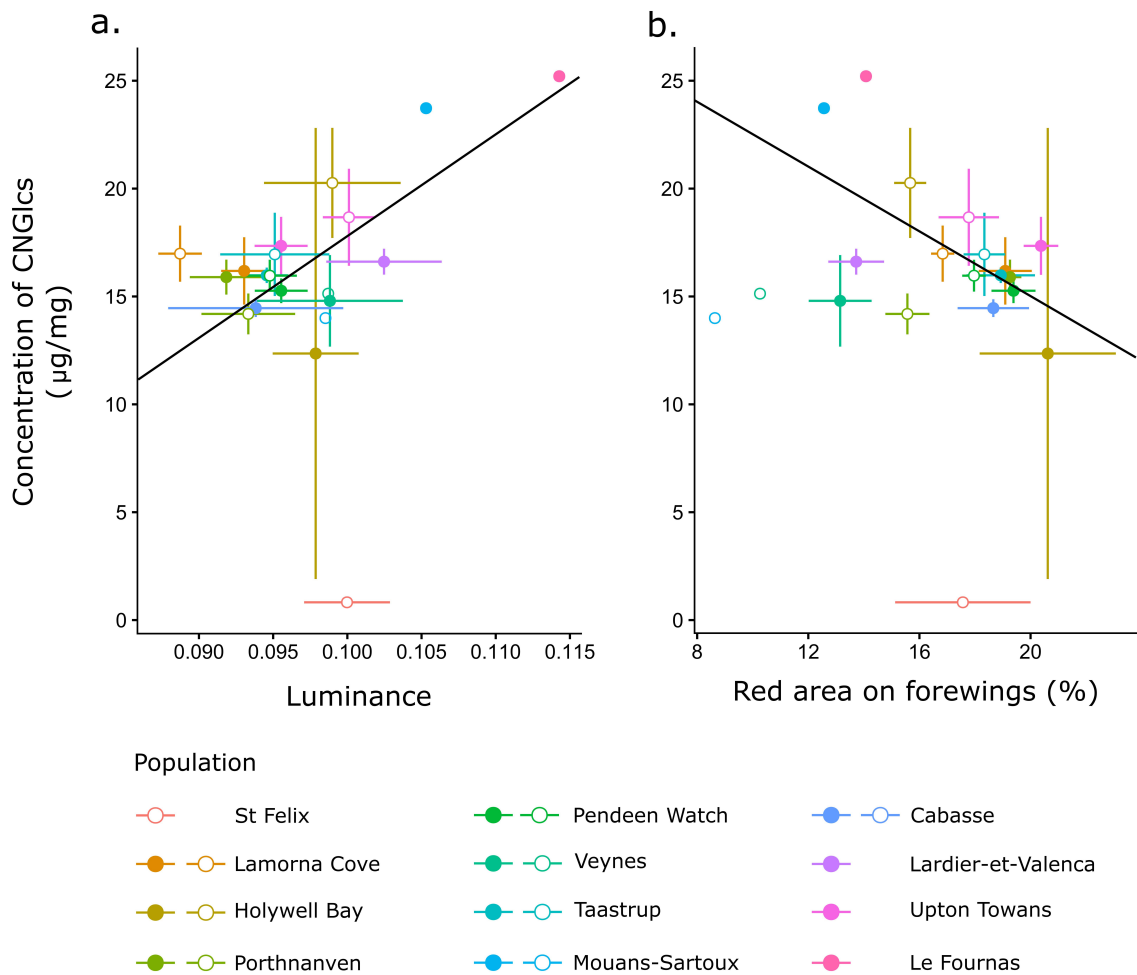 a.
b.
Concentration of CNGlcs
( µg/mg)
25
20
15
10
5
0
0.090 0.095 0.100 0.105 0.110 0.115
Luminance
25
20
15
10
5
0
8 12 16 20
Red area on forewings (%)
Population
St Felix
Pendeen Watch
Cabasse
Lamorna Cove
Veynes
Lardier-et-Valenca
Holywell Bay
Taastrup
Upton Towans
Porthnanven
Mouans-Sartoux
Le Fournas